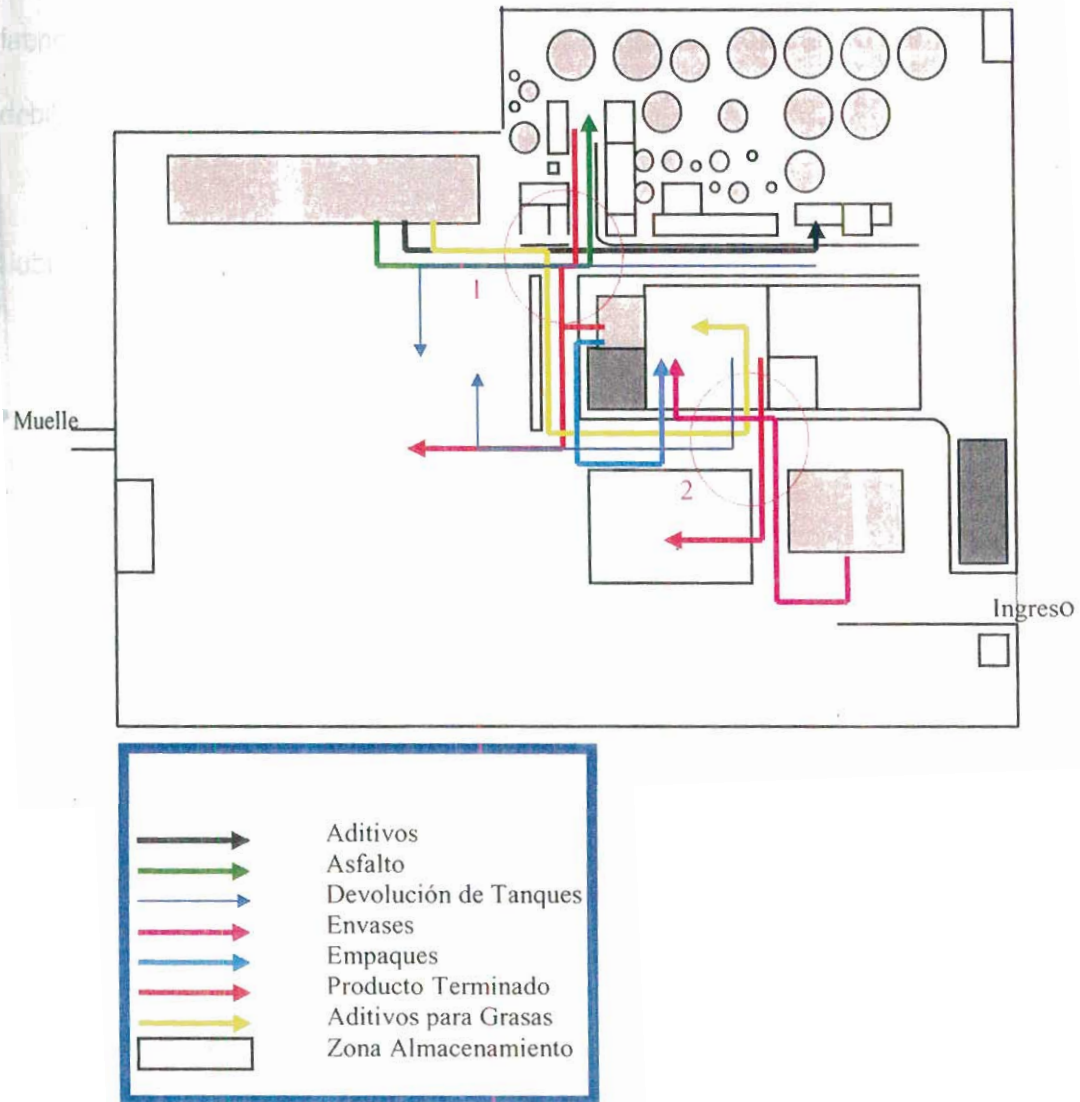 1
Muelle
2
IngresO
Aditivos
Asfalto
Devolución de Tanques
Envases
Empaques
Producto Terminado
Aditivos para Grasas
Zona Almacenamiento